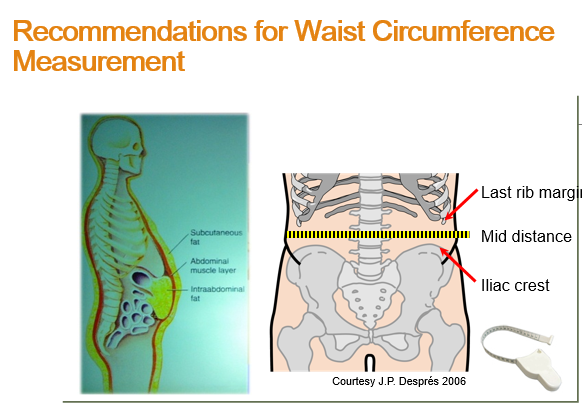 Recommendations for Waist Circumference
Measurement
Subcutaneous
fat
Abdominal
muscle layer
Intraabdominal
fat
Last rib margi
Mid distance
Iliac crest
Courtesy J.P. Després 2006